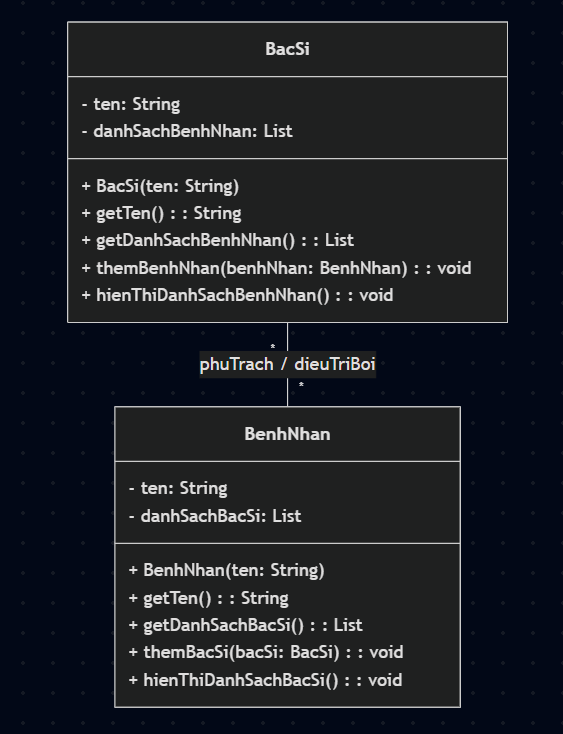 BacSi
- ten: String
- danhSachBenhNhan: List
+ BacSi(ten: String)
+ getTen() : : String
+ getDanhSachBenhNhan() : : List
+ themBenhNhan(benhNhan: BenhNhan) : : void
+ hienThiDanhSachBenhNhan() : : void
*
phuTrach / dieuTriBoi
*
BenhNhan
- ten: String
- danhSachBacSi: List
+ BenhNhan(ten: String)
+ getTen() : : String
+ getDanhSachBacSi() : : List
+ themBacSi(bacSi: BacSi) : : void
+ hienThiDanhSachBacSi() : : void